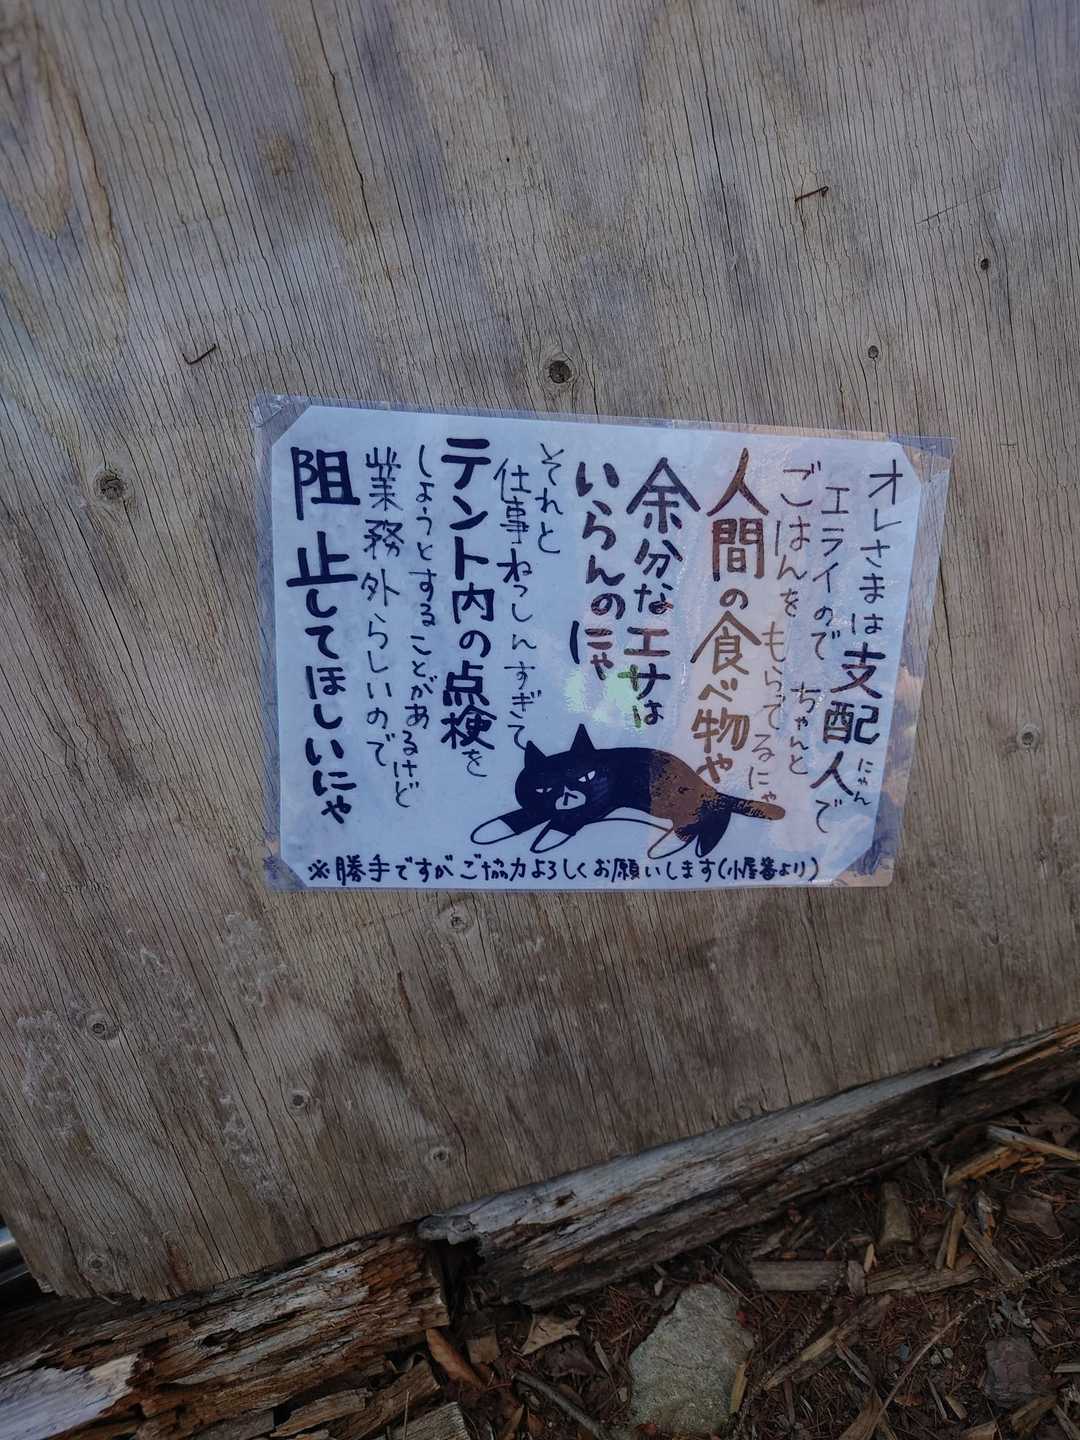 オレさまは支配人で
にゃん
エライので ちゃんと
ごはんを もらってるにゃ
人間の食べ物や
余分なエサは
いらんのにゃ
それと
仕事ねっしんすぎて
テント内の点検を
しようとすることがあるけど
業務外らしいので
阻止してほしいにゃ
※勝手ですがご協力よろしくお願いします(小屋番より)